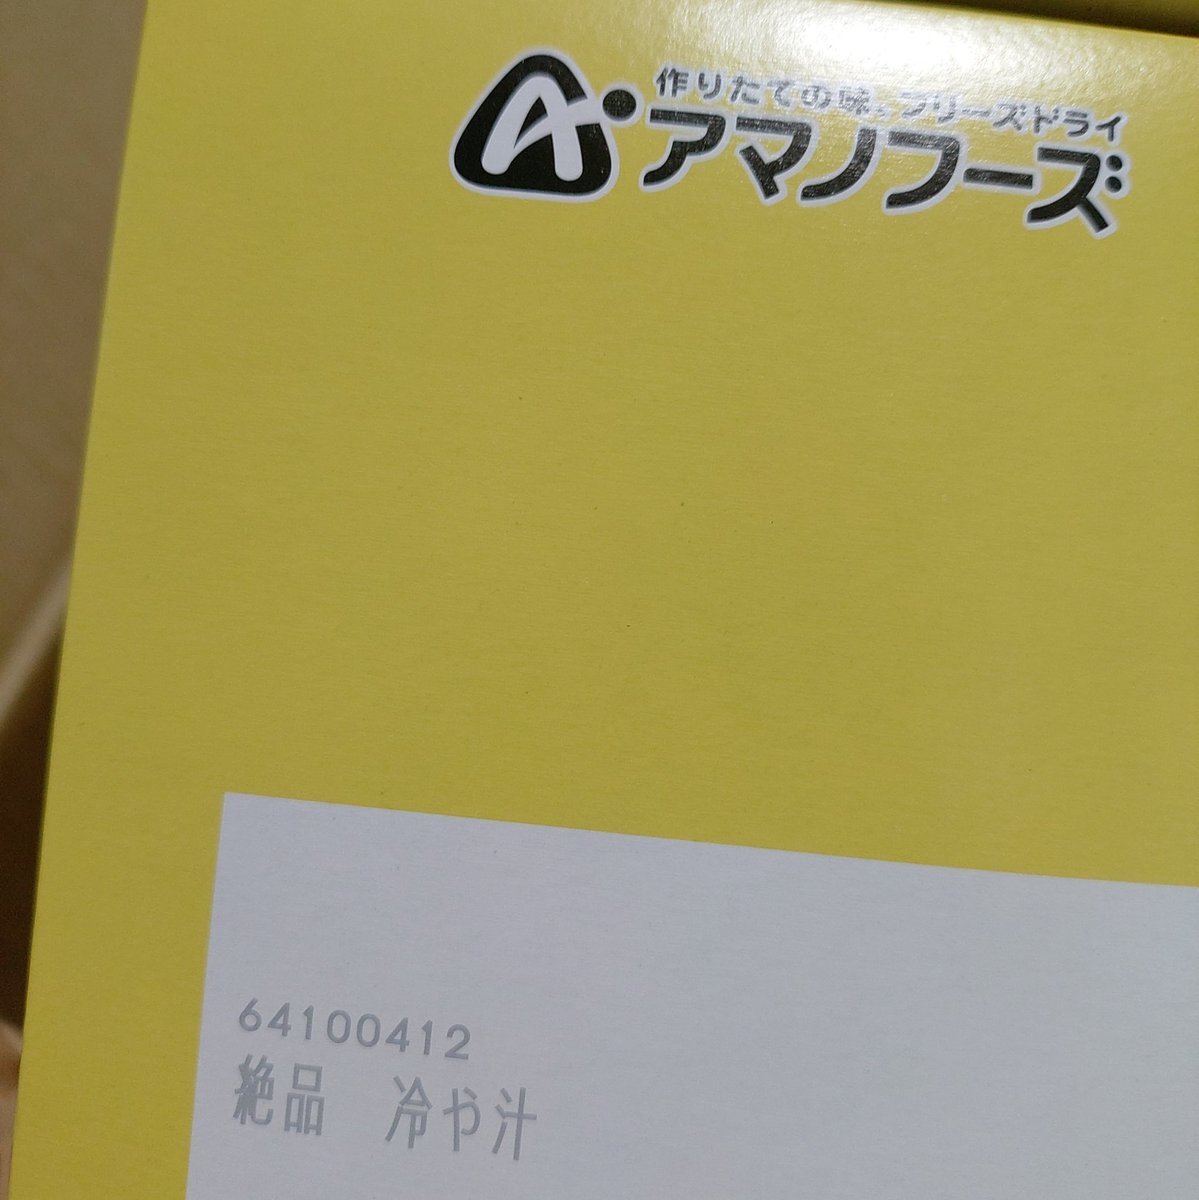 作りたての味、フリーズドライ
アマノフーズ
64100412
絶品　冷や汁